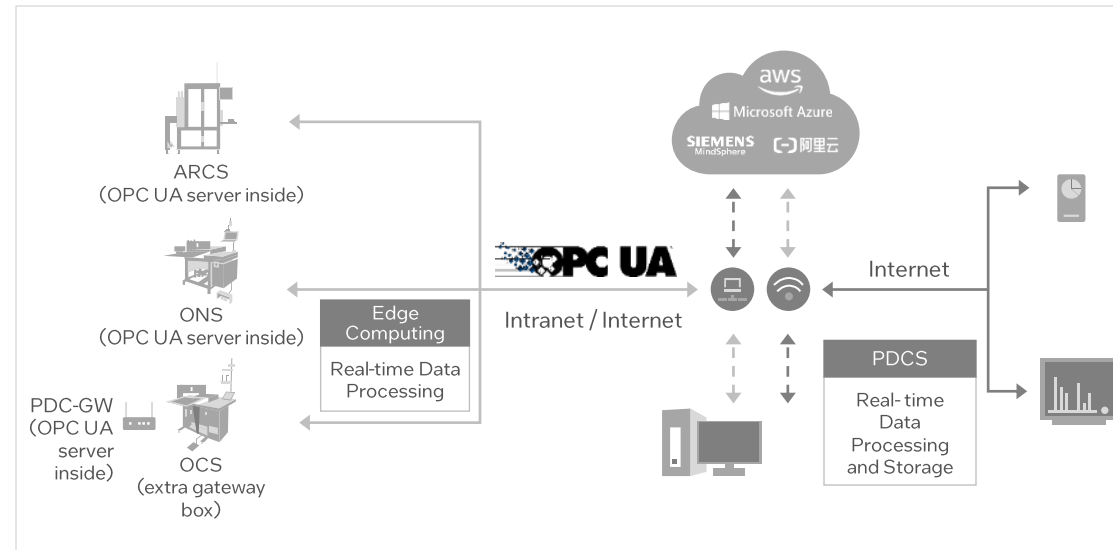 ARCS
(OPC UA server inside)
ONS
(OPC UA server inside)
PDC-GW
(OPC UA
server
inside)
OCS
(extra gateway
box)
Edge
Computing
Real-time Data
Processing
OPC UA
Intranet / Internet
aws
Microsoft Azure
SIEMENS
MindSphere
阿里云
Internet
PDCS
Real- time
Data
Processing
and Storage